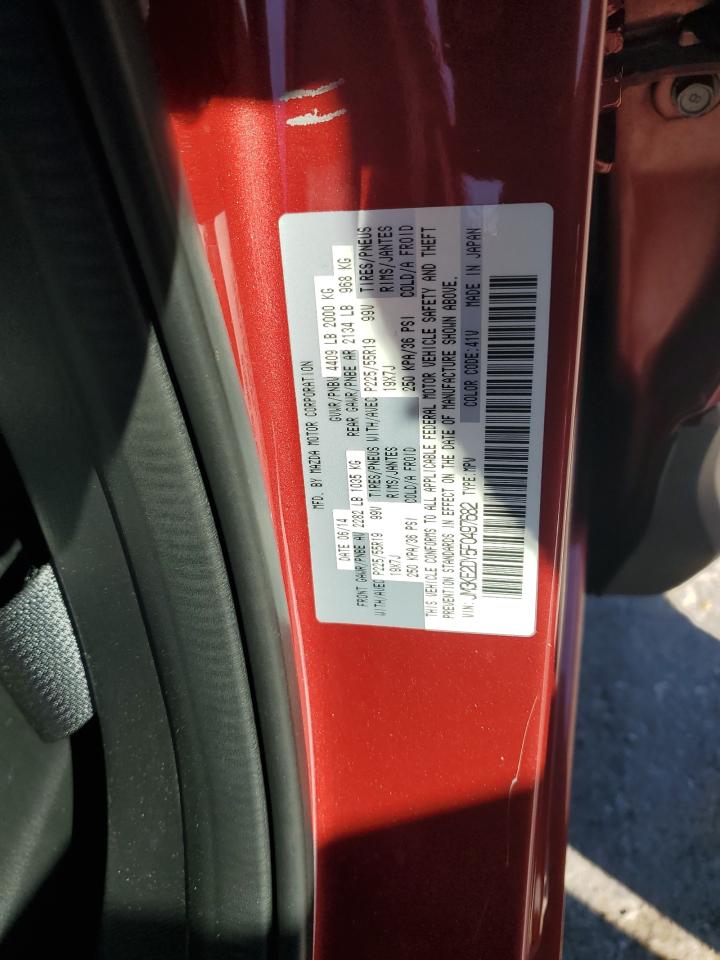 MFD. BY MAZDA MOTOR CORPORATION
DATE 06/14 GVWR/PNBV 4409 LB 2000 KG
FRONT GAWR/PNBE AV 2282 LB 1035 KG REAR GAWR/PNBE AR 2134 LB 968 KG
WITH/AVEC P225/55R19 99V TIRES/PNEUS WITH/AVEC P225/55R19 99V TIRES/PNEUS
19X7J RIMS/JANTES 19X7J RIMS/JANTES
250 KPA/36 PSI COLD/A FROID 250 KPA/36 PSI COLD/A FROID
THIS VEHICLE CONFORMS TO ALL APPLICABLE FEDERAL MOTOR VEHICLE SAFETY AND THEFT
PREVENTION STANDARDS IN EFFECT ON THE DATE OF MANUFACTURE SHOWN ABOVE.
VIN: TYPE: MPV COLOR CODE: 41V MADE IN JAPAN
8